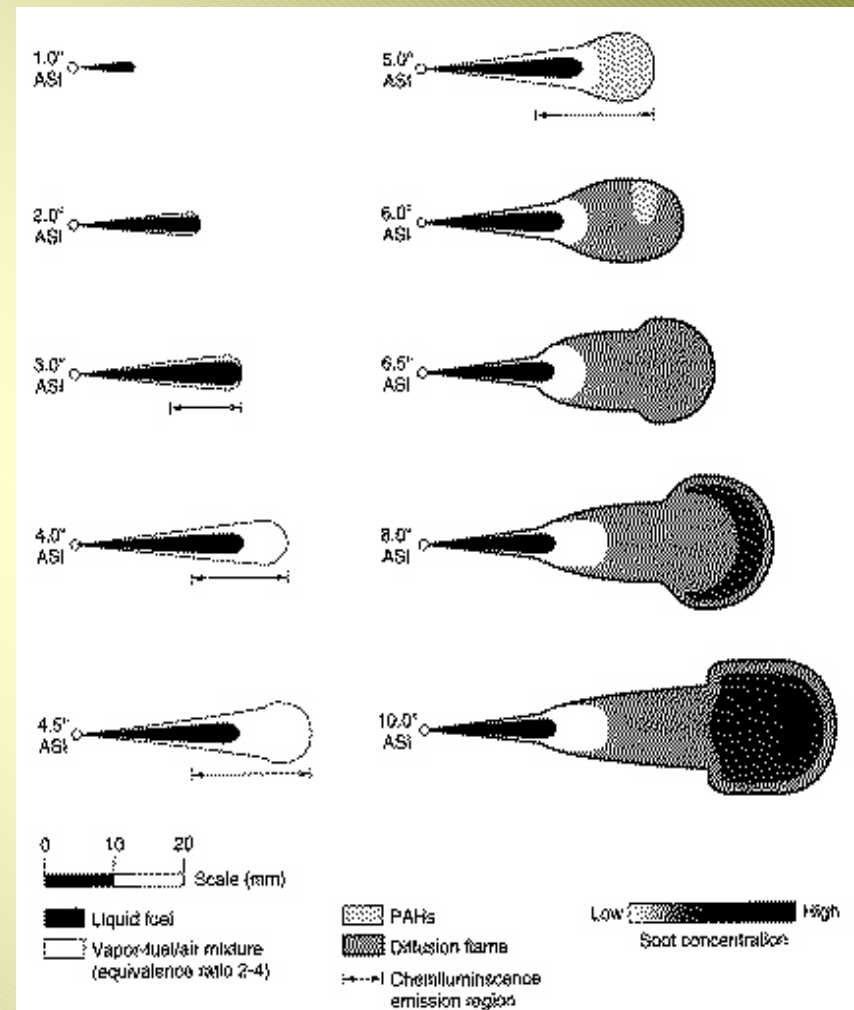 1.0°
ASI
2.0°
ASI
3.0°
ASI
4.0°
ASI
4.5°
ASI
5.0°
ASI
6.0°
ASI
6.5°
ASI
8.0°
ASI
10.0°
ASI
0 10 20
Scale (mm)
Liquid fuel
Vapor-fuel/air mixture
(equivalence ratio 2-4)
PAHs
Diffusion flame
Chemiluminscence
emission region
Low High
Soot concentration